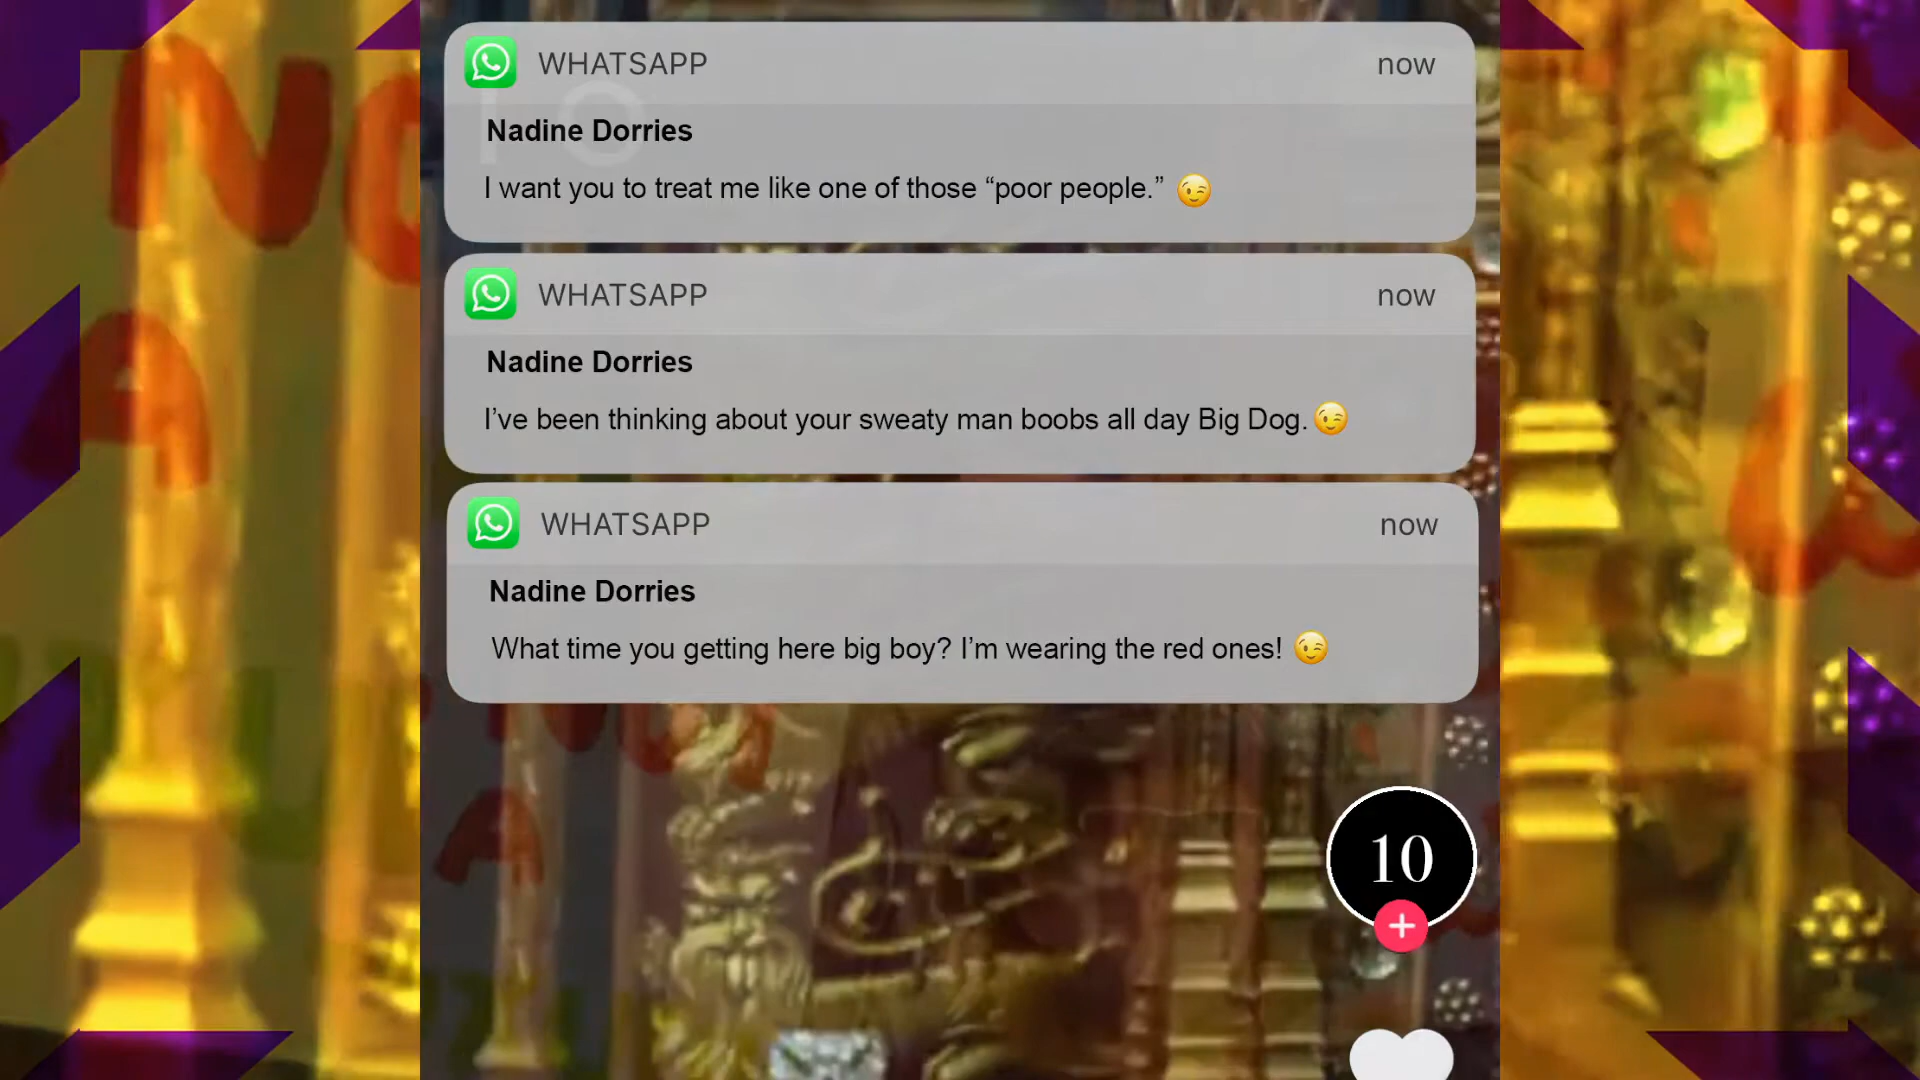 WHATSAPP now
Nadine Dorries
I want you to treat me like one of those “poor people.” 😉
WHATSAPP now
Nadine Dorries
I’ve been thinking about your sweaty man boobs all day Big Dog. 😉
WHATSAPP now
Nadine Dorries
What time you getting here big boy? I’m wearing the red ones! 😉
10